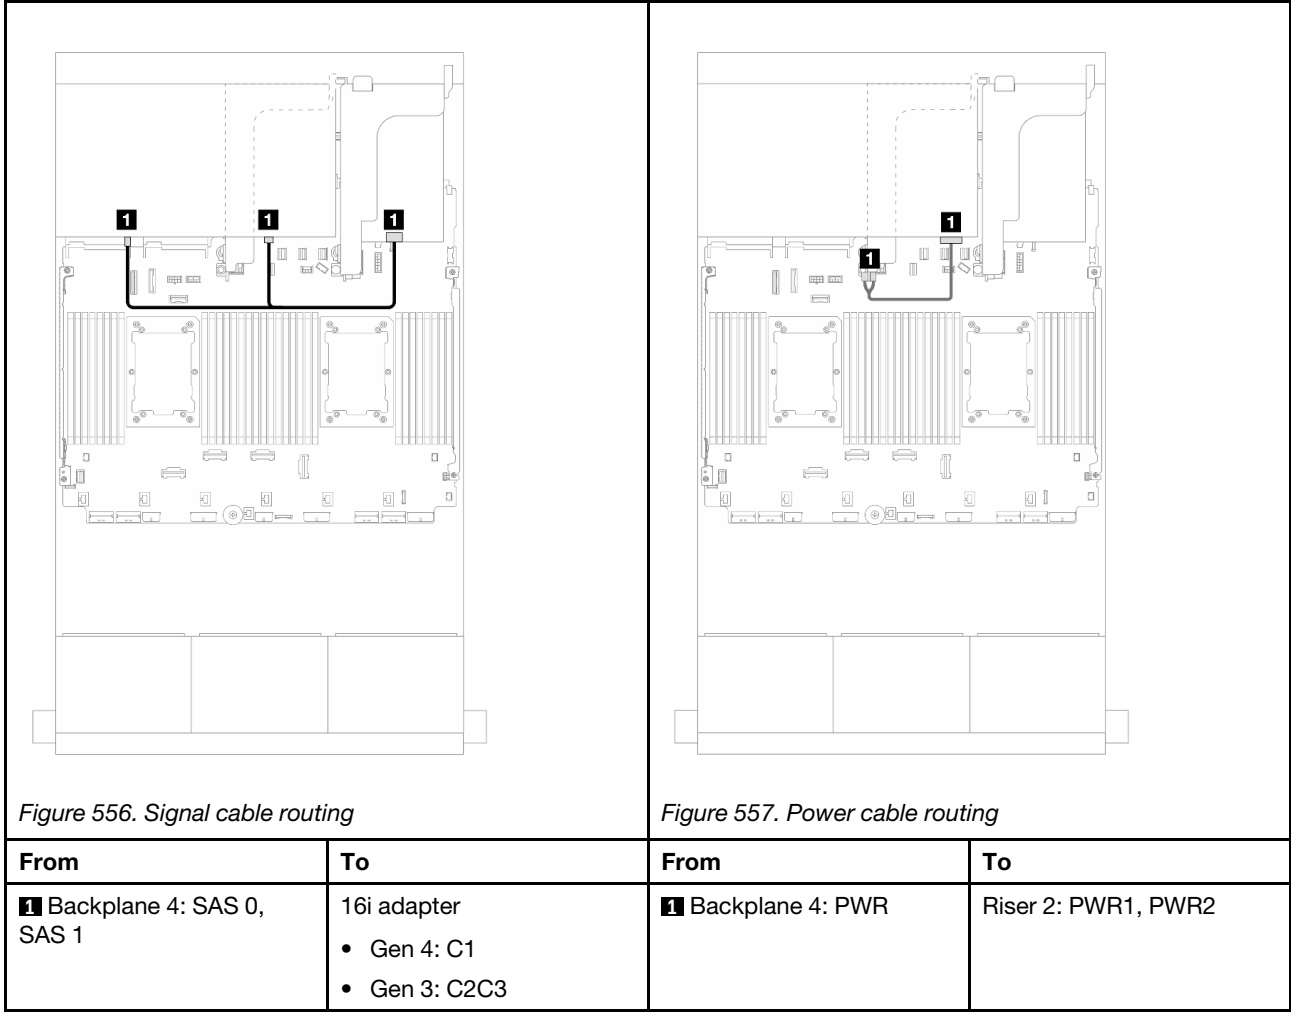 1
1
1
Figure 556. Signal cable routing
1
1
Figure 557. Power cable routing
From
To
From
To
1 Backplane 4: SAS 0,
SAS 1
16i adapter
• Gen 4: C1
• Gen 3: C2C3
1 Backplane 4: PWR
Riser 2: PWR1, PWR2